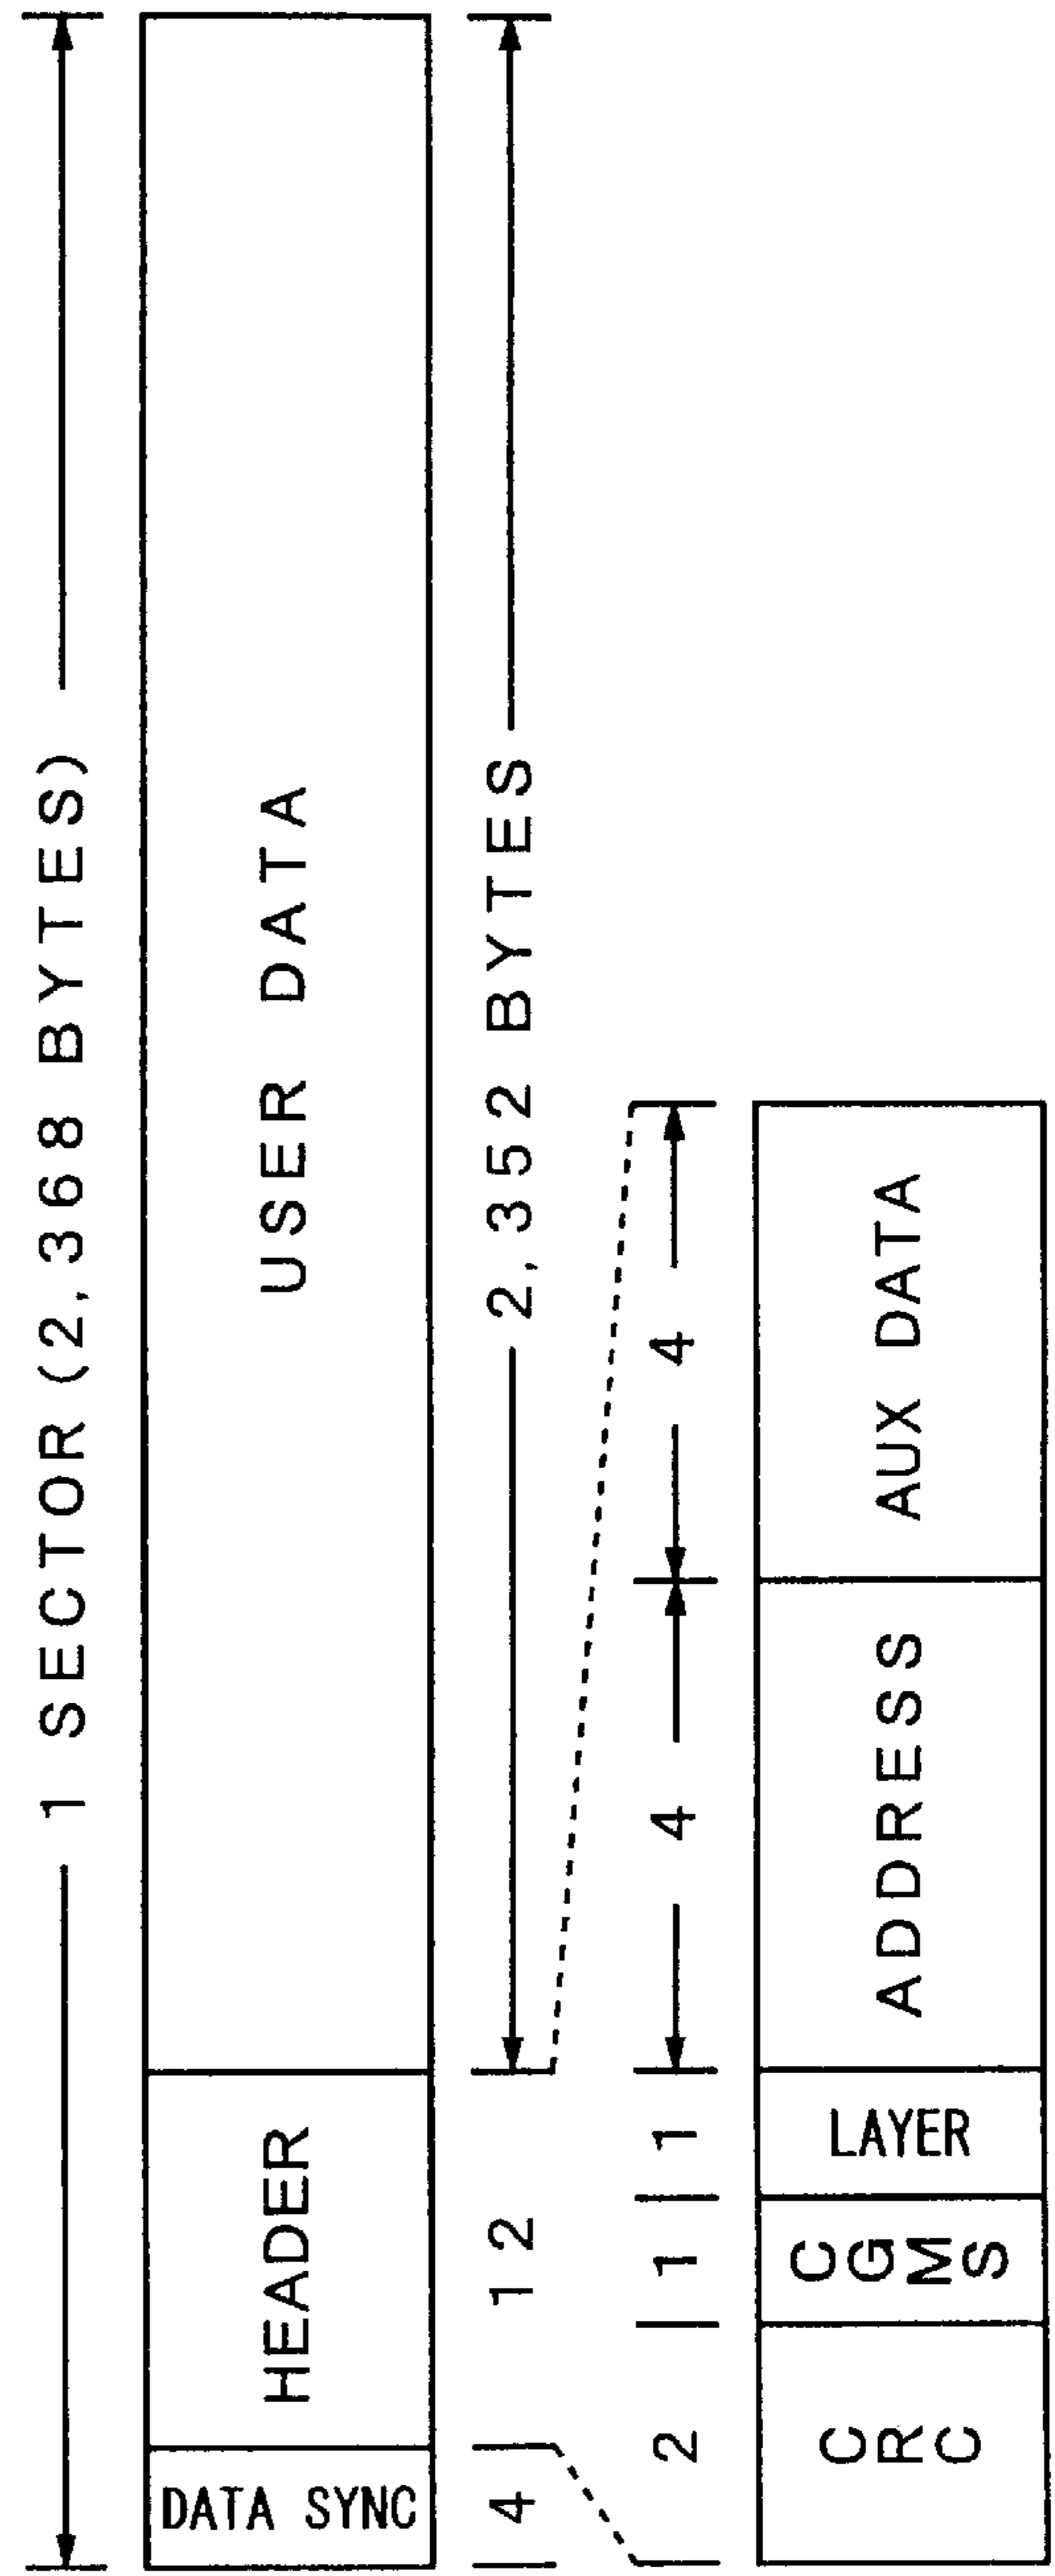 1 SECTOR (2,368 BYTES)
DATA SYNC
HEADER
USER DATA
4
12
2,352 BYTES
2
1
1
4
4
CRC
CGMS
LAYER
ADDRESS
AUX DATA